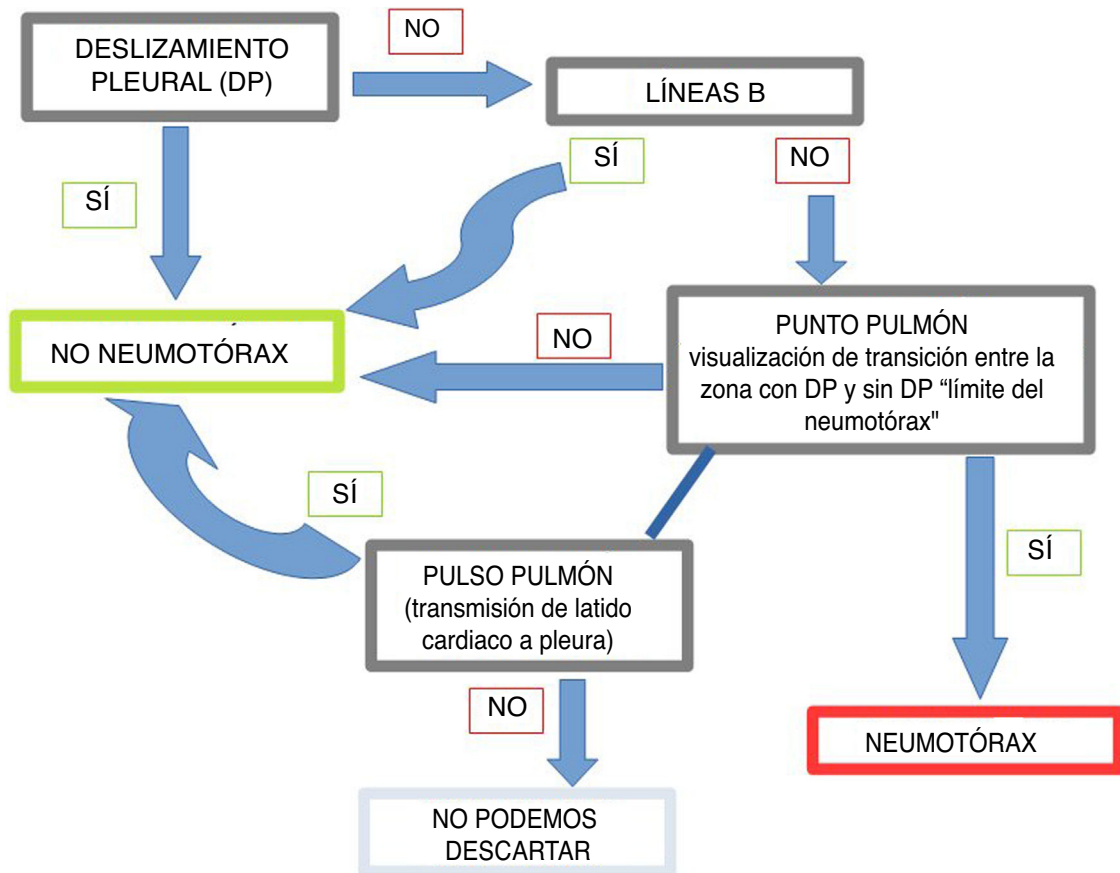 DESLIZAMIENTO
PLEURAL (DP)
NO
LÍNEAS B
SÍ
SÍ
NO
NO NEUMOTÓRAX
NO
PUNTO PULMÓN
visualización de transición entre la
zona con DP y sin DP “límite del
neumotórax"
SÍ
PULSO PULMÓN
(transmisión de latido
cardiaco a pleura)
SÍ
NO
NEUMOTÓRAX
NO PODEMOS
DESCARTAR